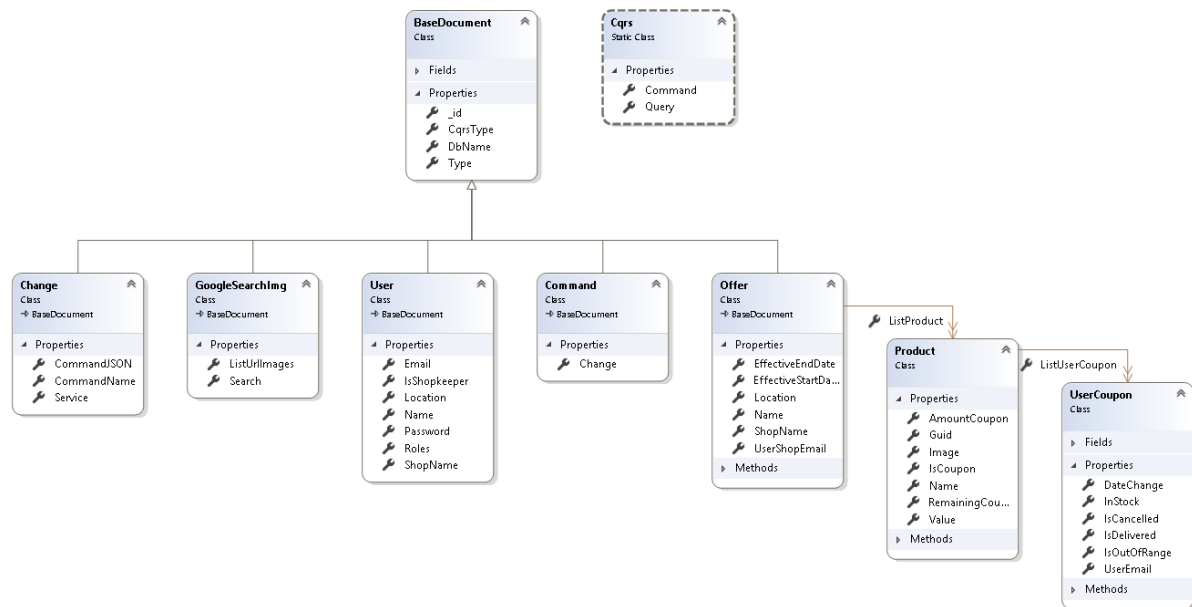 BaseDocument
Class
Fields
Properties
_id
CqrsType
DbName
Type
Cqrs
Static Class
Properties
Command
Query
Change
Class
BaseDocument
Properties
CommandJSON
CommandName
Service
GoogleSearchImg
Class
BaseDocument
Properties
ListUrlImages
Search
User
Class
BaseDocument
Properties
Email
IsShopkeeper
Location
Name
Password
Roles
ShopName
Command
Class
BaseDocument
Properties
Change
Offer
Class
BaseDocument
Properties
EffectiveEndDate
EffectiveStartDa...
Location
Name
ShopName
UserShopEmail
Methods
ListProduct
Product
Class
Properties
AmountCoupon
Guid
Image
IsCoupon
Name
RemainingCou...
Value
Methods
ListUserCoupon
UserCoupon
Class
Fields
Properties
DateChange
InStock
IsCancelled
IsDelivered
IsOutOfRange
UserEmail
Methods